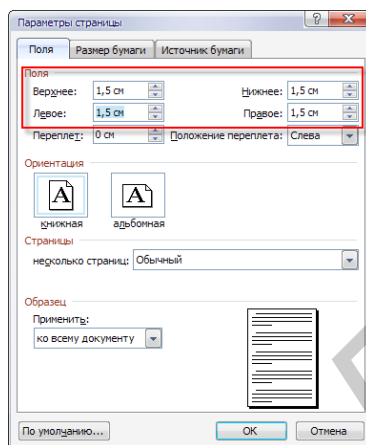 Параметры страницы
Поля Размер бумаги Источник бумаги
Поля
Верхнее: 1,5 см Нижнее: 1,5 см
Левое: 1,5 см Правое: 1,5 см
Переплет: 0 см Положение переплета: Слева
Ориентация
A A
книжная альбомная
Страницы
несколько страниц: Обычный
Образец
Применить:
ко всему документу
По умолчанию... ОК Отмена